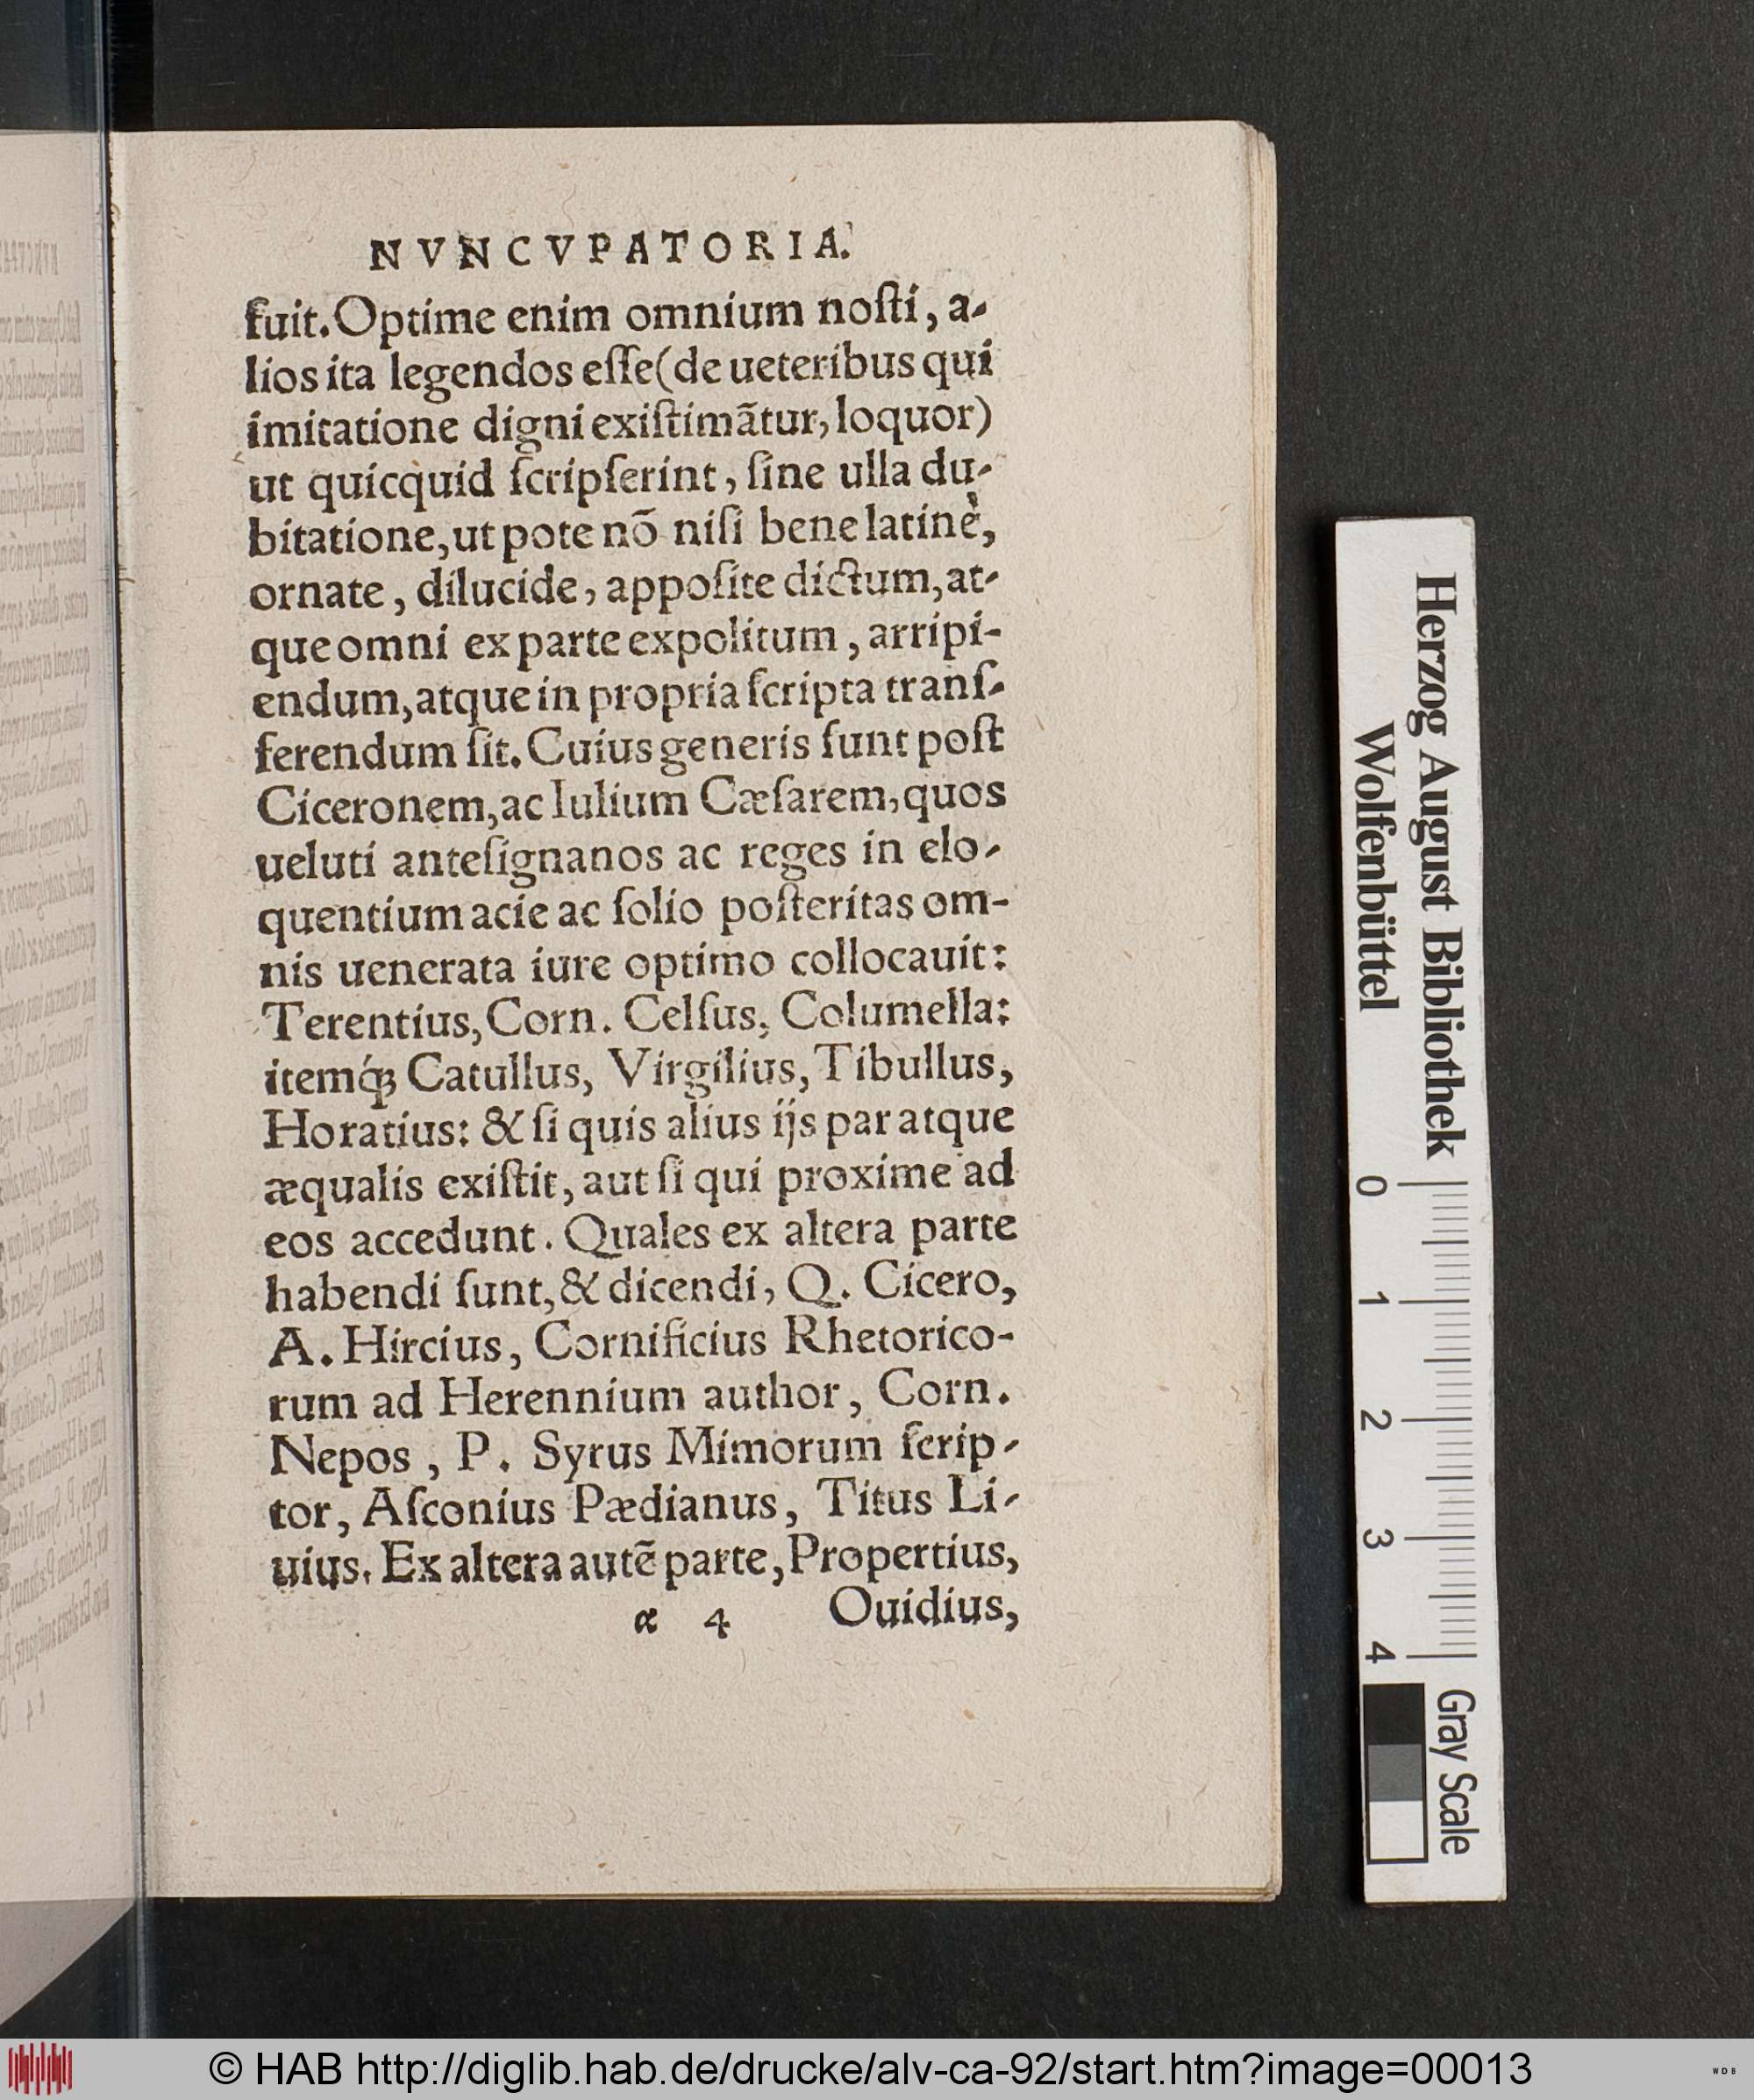 NVNCVPATORIA.
fuit. Optime enim omnium noſti, a-
lios ita legendos eſſe (de ueteribus qui
imitatione digni exiſtimãtur, loquor)
ut quicquid ſcripſerint, ſine ulla du-
bitatione, ut pote nõ niſi bene latinè,
ornate, dilucide, appoſite dictum, at-
que omni ex parte expolitum, arripi-
endum, atque in propria ſcripta tranſ-
ferendum ſit. Cuius generis ſunt poſt
Ciceronem, ac Iulium Cæſarem, quos
ueluti anteſignanos ac reges in elo-
quentium acie ac ſolio poſteritas om-
nis uenerata iure optimo collocauit:
Terentius, Corn. Celſus, Columella:
itemq́ꝫ Catullus, Virgilius, Tibullus,
Horatius: & ſi quis alius ijs par atque
æqualis exiſtit, aut ſi qui proxime ad
eos accedunt. Quales ex altera parte
habendi ſunt, & dicendi, Q. Cicero,
A. Hircius, Cornificius Rhetorico-
rum ad Herennium author, Corn.
Nepos, P. Syrus Mimorum ſcrip-
tor, Aſconius Pædianus, Titus Li-
uius. Ex altera autẽ parte, Propertius,
α 4 Ouidius,
Herzog August Bibliothek
Wolfenbüttel
0 1 2 3 4
Gray Scale
© HAB http://diglib.hab.de/drucke/alv-ca-92/start.htm?image=00013
WDB